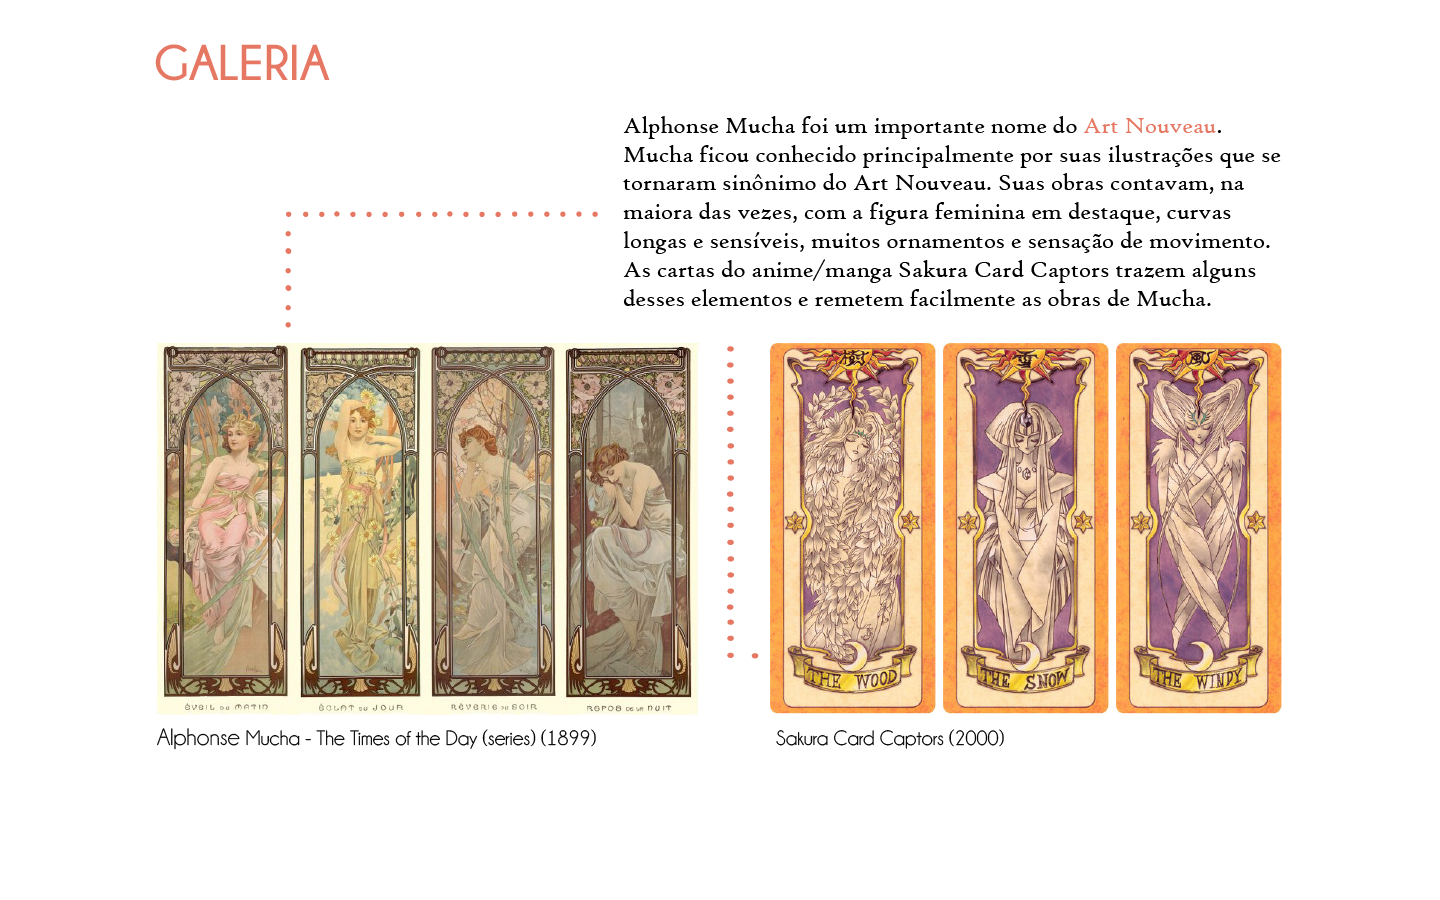 GALERIA
Alphonse Mucha foi um importante nome do Art Nouveau.
Mucha ficou conhecido principalmente por suas ilustrações que se
tornaram sinônimo do Art Nouveau. Suas obras contavam, na
maiora das vezes, com a figura feminina em destaque, curvas
longas e sensíveis, muitos ornamentos e sensação de movimento.
As cartas do anime/manga Sakura Card Captors trazem alguns
desses elementos e remetem facilmente as obras de Mucha.
ÉVEIL DU MATIN
ÉCLAT DU JOUR
RÊVERIE DU SOIR
REPOS DE LA NUIT
THE WOOD
THE SNOW
THE WINDY
Alphonse Mucha - The Times of the Day (series) (1899)
Sakura Card Captors (2000)